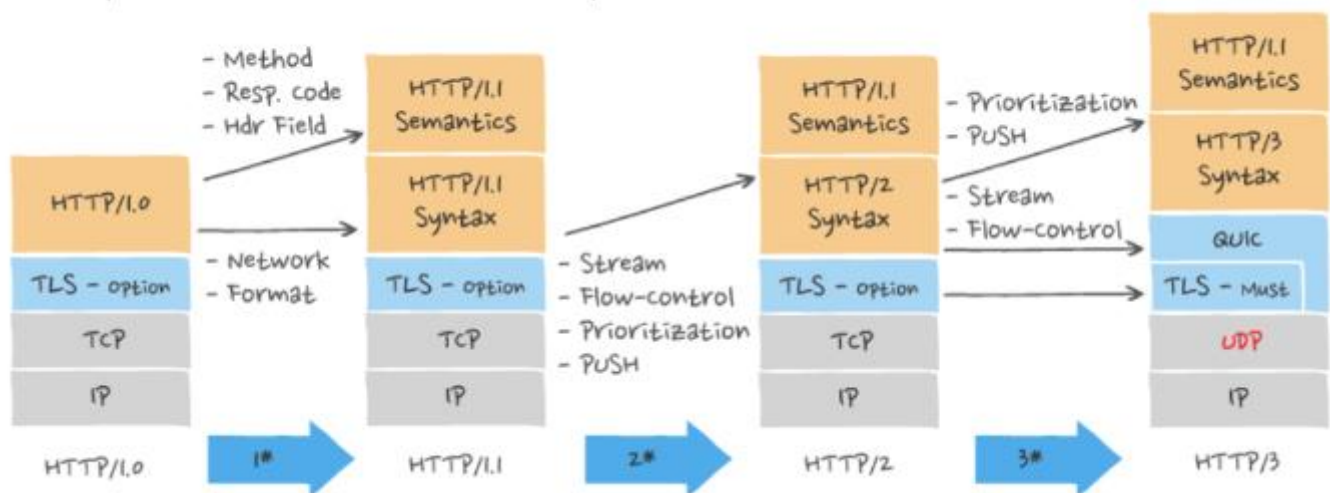 - Method
- Resp. code
- Hdr Field
HTTP/1.0
TLS - option
TCP
IP
HTTP/1.0
- Network
- Format
1#
HTTP/1.1
Semantics
HTTP/1.1
Syntax
TLS - option
TCP
IP
HTTP/1.1
- Stream
- Flow-control
- Prioritization
- PUSH
2#
HTTP/1.1
Semantics
HTTP/2
Syntax
TLS - option
TCP
IP
HTTP/2
- Prioritization
- PUSH
- Stream
- Flow-control
3#
HTTP/1.1
Semantics
HTTP/3
Syntax
QUIC
TLS - Must
UDP
IP
HTTP/3